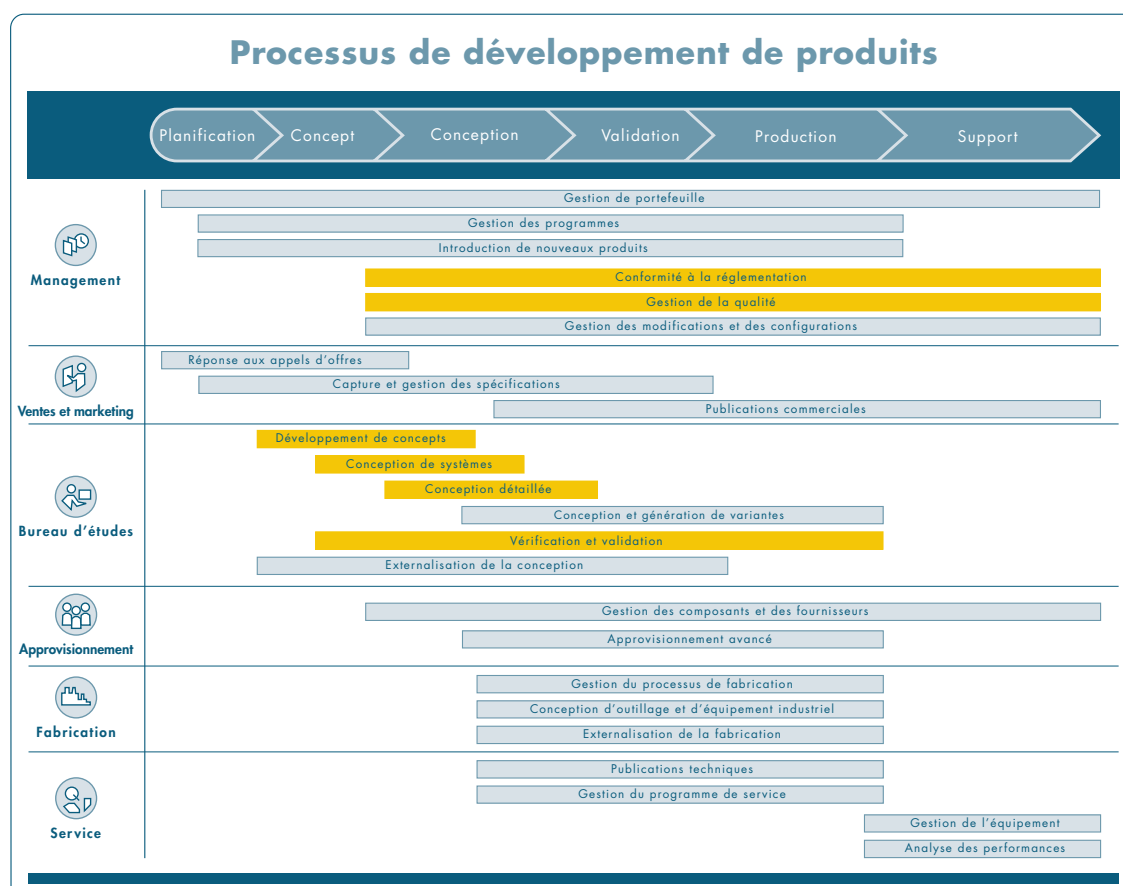 Processus de développement de produits
Planification
Concept
Conception
Validation
Production
Support
Management
Gestion de portefeuille
Gestion des programmes
Introduction de nouveaux produits
Conformité à la réglementation
Gestion de la qualité
Gestion des modifications et des configurations
Ventes et marketing
Réponse aux appels d’offres
Capture et gestion des spécifications
Publications commerciales
Bureau d’études
Développement de concepts
Conception de systèmes
Conception détaillée
Conception et génération de variantes
Vérification et validation
Externalisation de la conception
Approvisionnement
Gestion des composants et des fournisseurs
Approvisionnement avancé
Fabrication
Gestion du processus de fabrication
Conception d’outillage et d’équipement industriel
Externalisation de la fabrication
Service
Publications techniques
Gestion du programme de service
Gestion de l’équipement
Analyse des performances